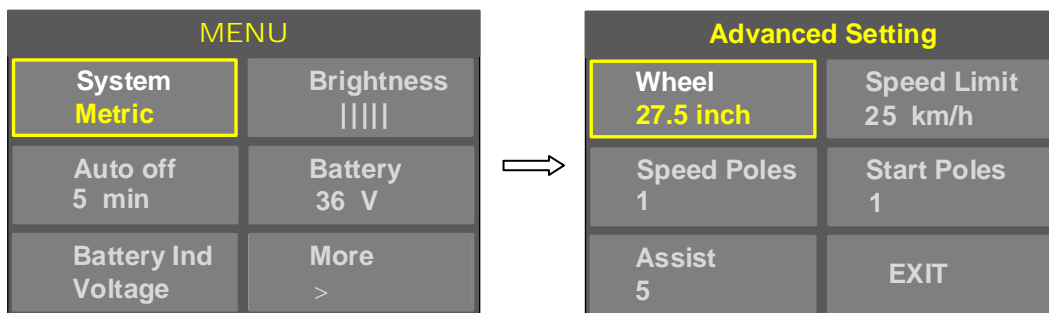 MENU
System
Metric
Brightness
|||||
Auto off
5 min
Battery
36 V
Battery Ind
Voltage
More
>
Advanced Setting
Wheel
27.5 inch
Speed Limit
25 km/h
Speed Poles
1
Start Poles
1
Assist
5
EXIT